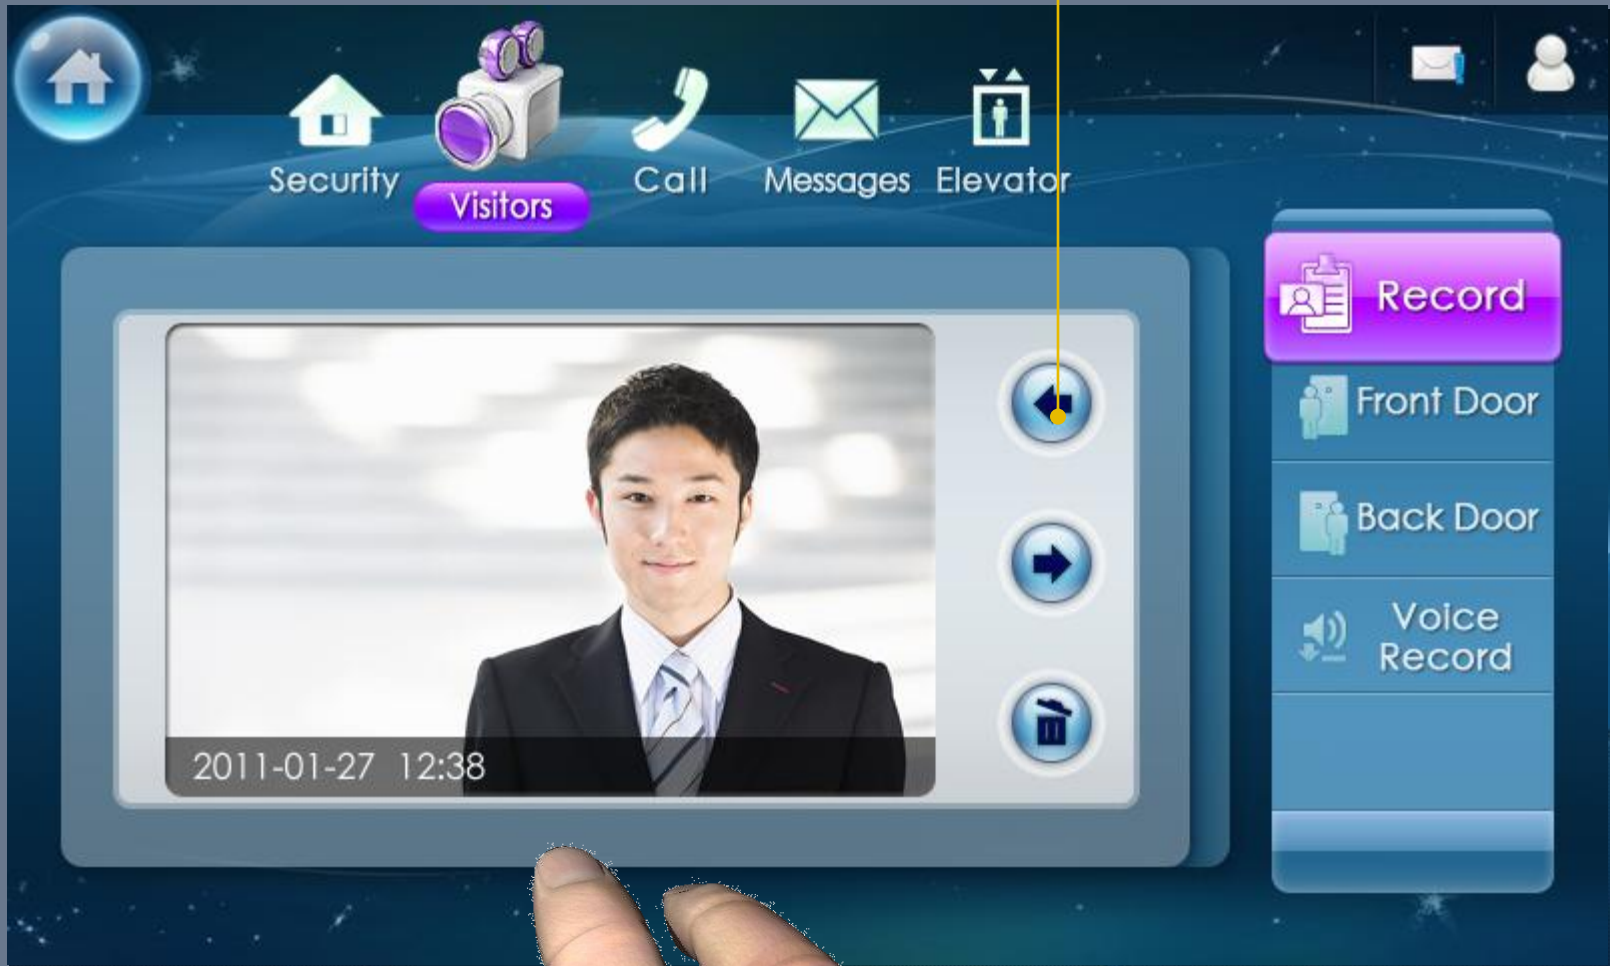 Security
Visitors
Call
Messages
Elevator
Record
Front Door
Back Door
Voice
Record
2011-01-27 12:38